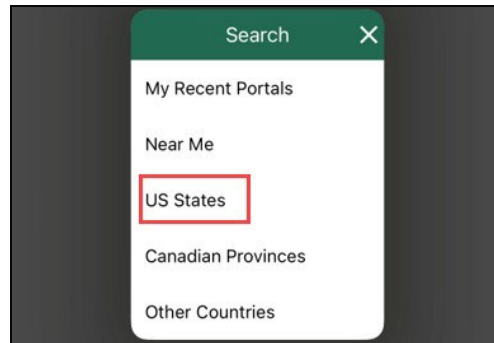 Search
My Recent Portals
Near Me
US States
Canadian Provinces
Other Countries